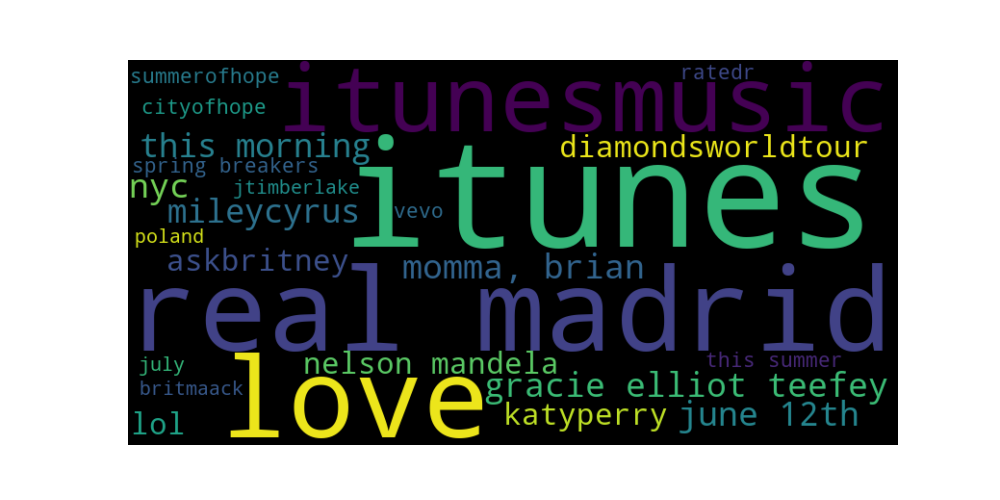 summerofhope
itunesmusic
ratedr
cityofhope
this morning
diamondsworldtour
spring breakers
itunes
nyc
jtimberlake
mileycyrus
vevo
poland
askbritney
momma, brian
real madrid
july
love
nelson mandela
this summer
britmaack
gracie elliot teefey
lol
katyperry
june 12th